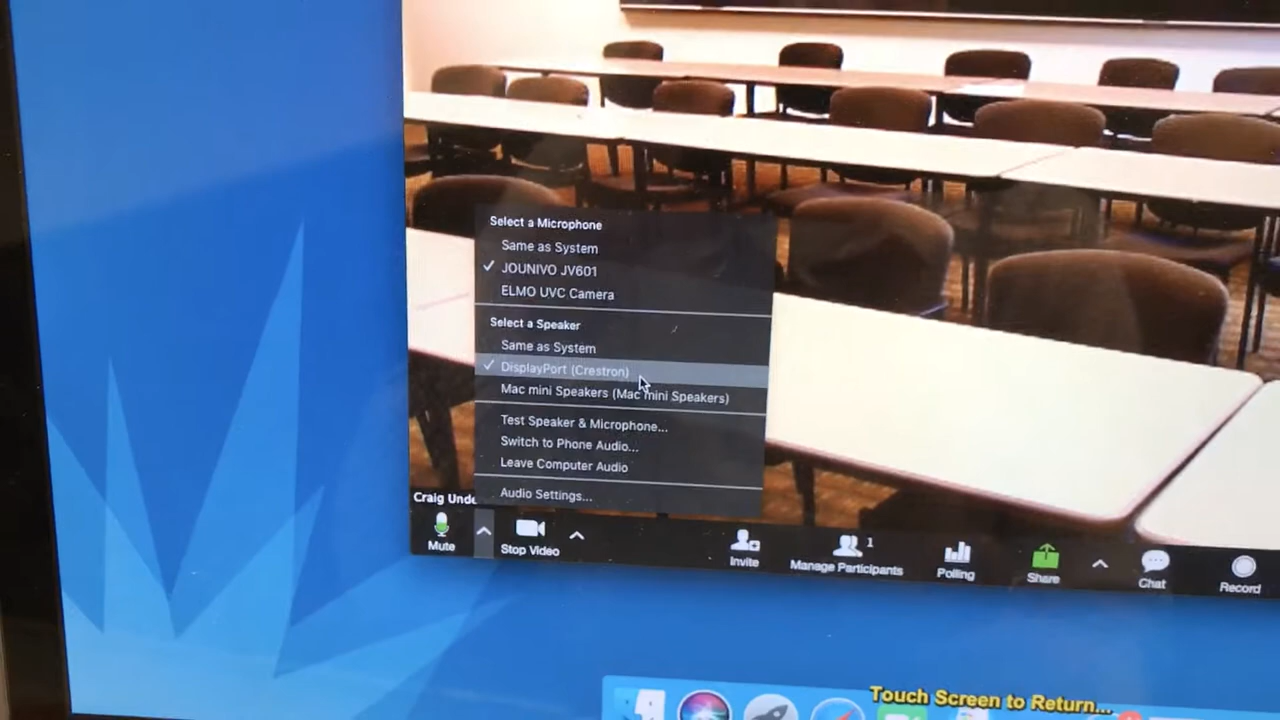 Select a Microphone
Same as System
JOUNIVO JV601
ELMO UVC Camera
Select a Speaker
Same as System
DisplayPort (Crestron)
Mac mini Speakers (Mac mini Speakers)
Test Speaker & Microphone...
Switch to Phone Audio...
Leave Computer Audio
Audio Settings...
Craig Unde
Mute
Stop Video
Invite
1
Manage Participants
Polling
Share
Chat
Record
Touch Screen to Return...